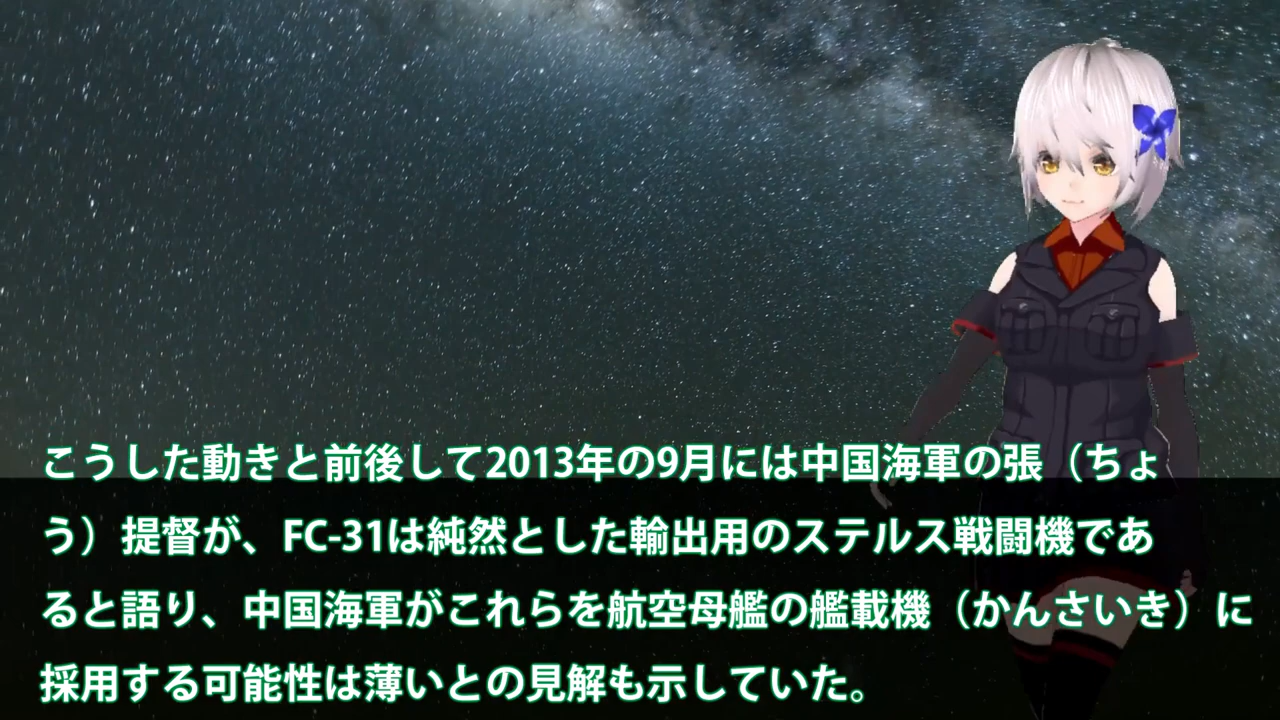 こうした動きと前後して2013年の9月には中国海軍の張（ちょ
う）提督が、FC-31は純然とした輸出用のステルス戦闘機であ
ると語り、中国海軍がこれらを航空母艦の艦載機（かんさいき）に
採用する可能性は薄いとの見解も示していた。